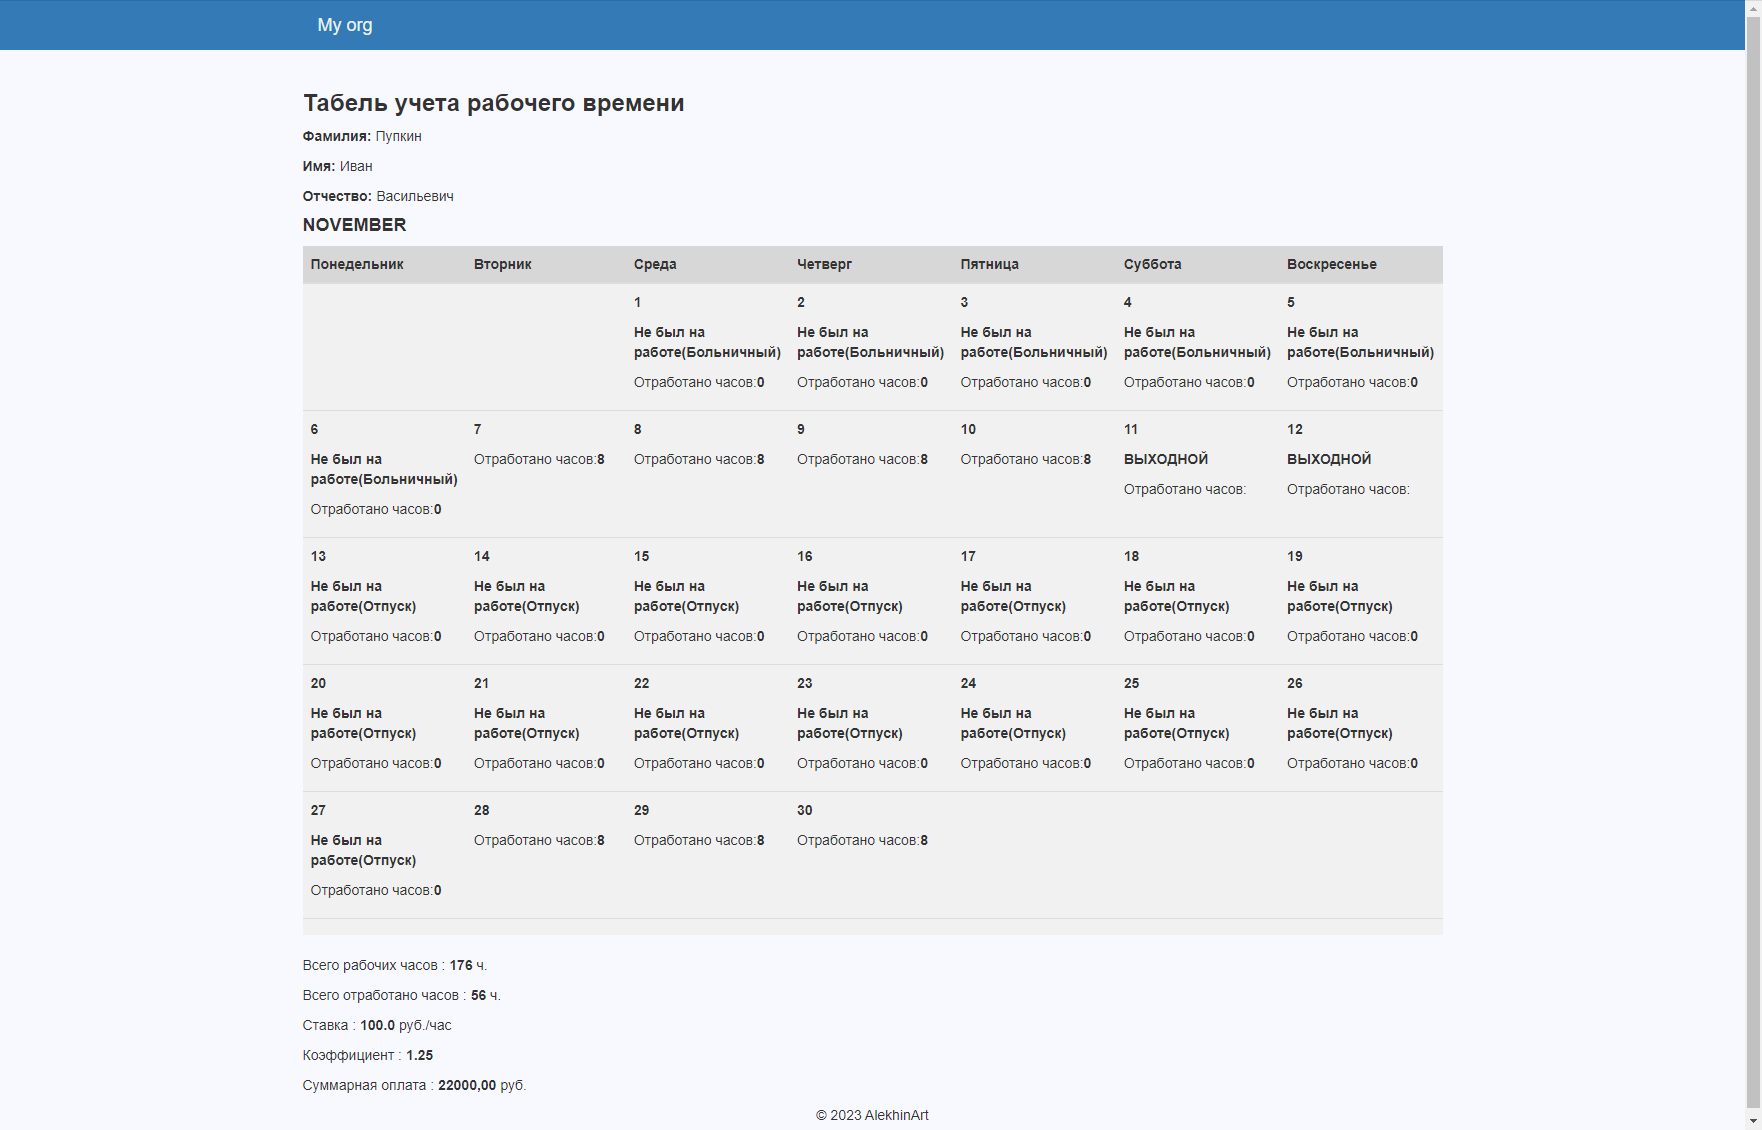 My org
Табель учета рабочего времени
Фамилия: Пупкин
Имя: Иван
Отчество: Васильевич
NOVEMBER
Понедельник Вторник Среда Четверг Пятница Суббота Воскресенье
1 2 3 4 5
Не был на Не был на Не был на Не был на Не был на
работе(Больничный) работе(Больничный) работе(Больничный) работе(Больничный) работе(Больничный)
Отработано часов:0 Отработано часов:0 Отработано часов:0 Отработано часов:0 Отработано часов:0
6 7 8 9 10 11 12
Не был на Отработано часов:8 Отработано часов:8 Отработано часов:8 Отработано часов:8 ВЫХОДНОЙ ВЫХОДНОЙ
работе(Больничный) Отработано часов: Отработано часов:
Отработано часов:0
13 14 15 16 17 18 19
Не был на Не был на Не был на Не был на Не был на Не был на Не был на
работе(Отпуск) работе(Отпуск) работе(Отпуск) работе(Отпуск) работе(Отпуск) работе(Отпуск) работе(Отпуск)
Отработано часов:0 Отработано часов:0 Отработано часов:0 Отработано часов:0 Отработано часов:0 Отработано часов:0 Отработано часов:0
20 21 22 23 24 25 26
Не был на Не был на Не был на Не был на Не был на Не был на Не был на
работе(Отпуск) работе(Отпуск) работе(Отпуск) работе(Отпуск) работе(Отпуск) работе(Отпуск) работе(Отпуск)
Отработано часов:0 Отработано часов:0 Отработано часов:0 Отработано часов:0 Отработано часов:0 Отработано часов:0 Отработано часов:0
27 28 29 30
Не был на Отработано часов:8 Отработано часов:8 Отработано часов:8
работе(Отпуск)
Отработано часов:0
Всего рабочих часов : 176 ч.
Всего отработано часов : 56 ч.
Ставка : 100.0 руб./час
Коэффициент : 1.25
Суммарная оплата : 22000,00 руб.
© 2023 AlekhinArt